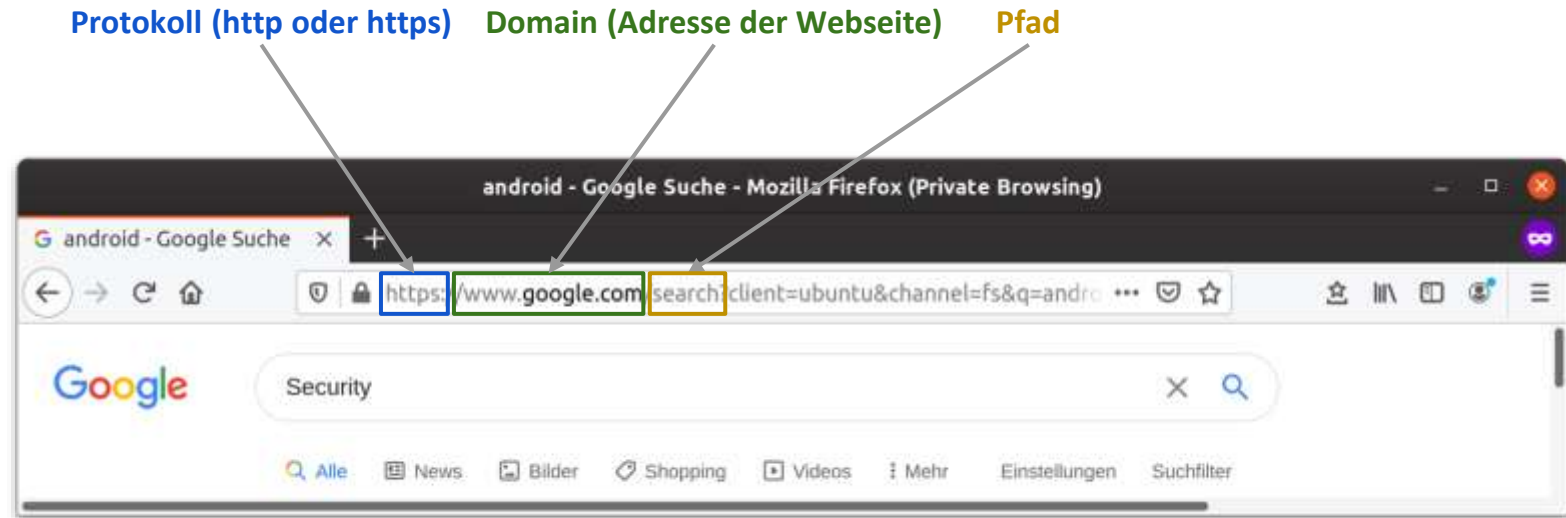 Protokoll (http oder https) Domain (Adresse der Webseite) Pfad
android - Google Suche - Mozilla Firefox (Private Browsing)
G android - Google Suche × +
https://www.google.com/search?client=ubuntu&channel=fs&q=andro
Google Security
Alle News Bilder Shopping Videos Mehr Einstellungen Suchfilter